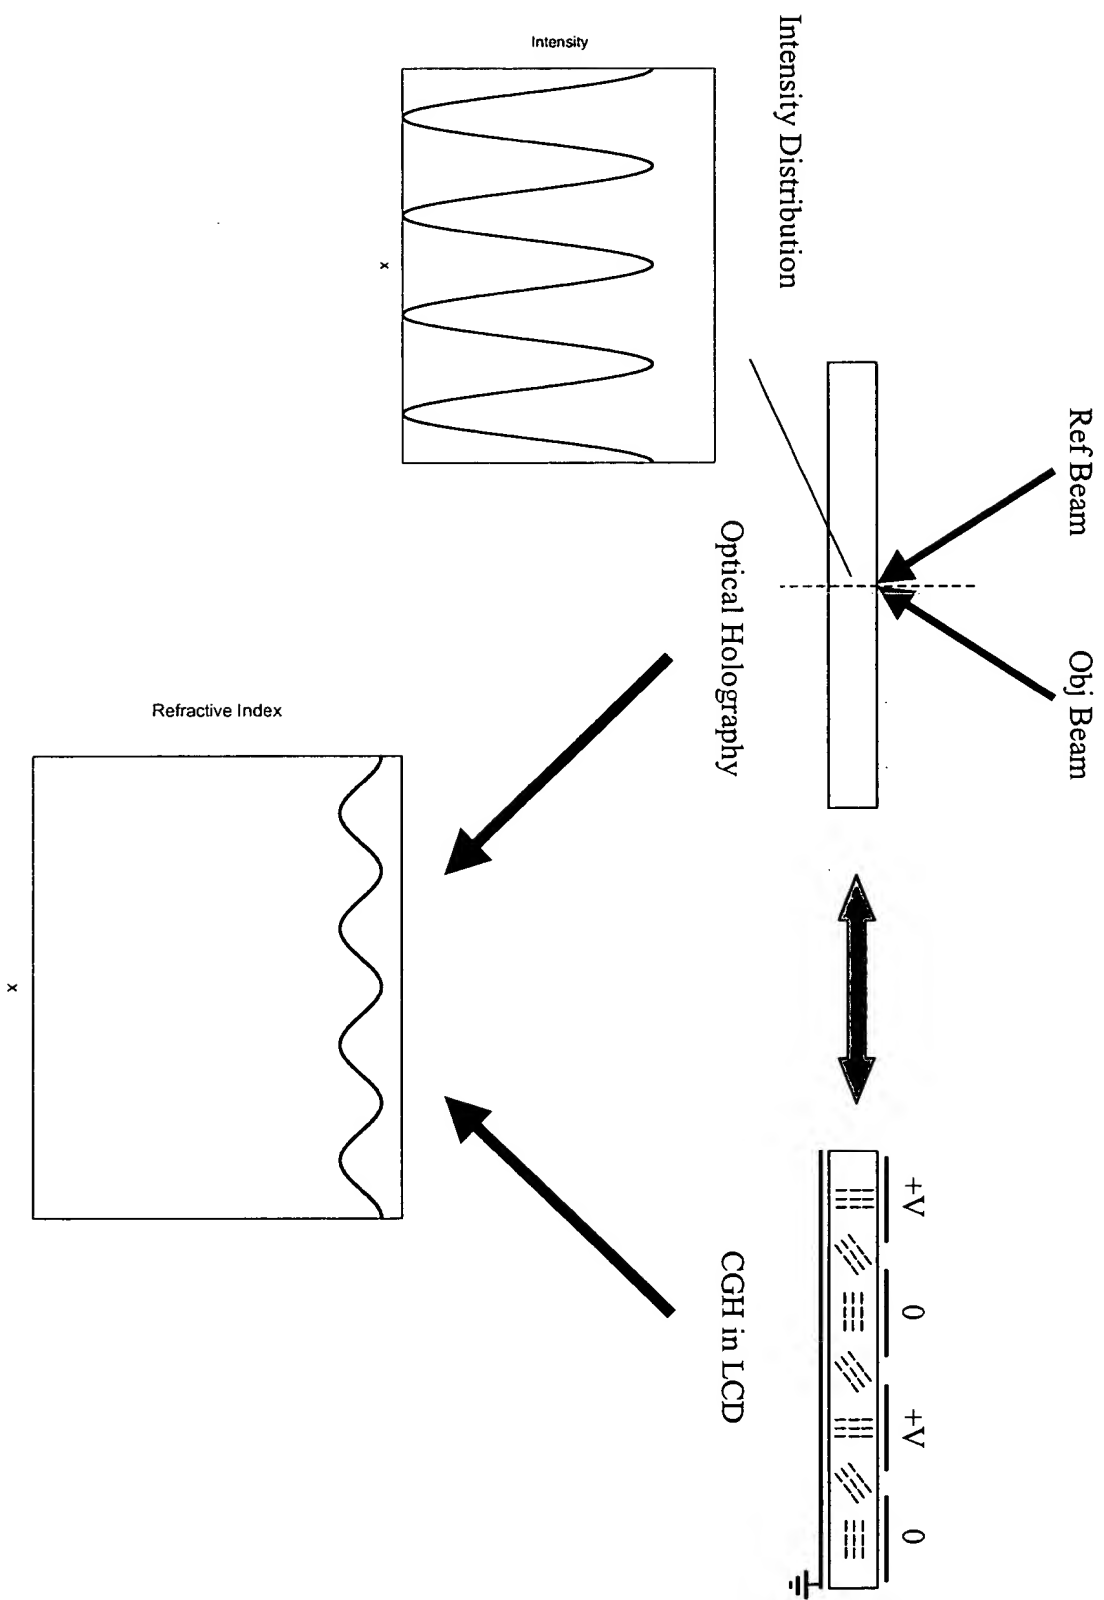 Ref Beam
Obj Beam
+V
0
+V
0
Intensity Distribution
Optical Holography
CGH in LCD
Intensity
x
Refractive Index
x